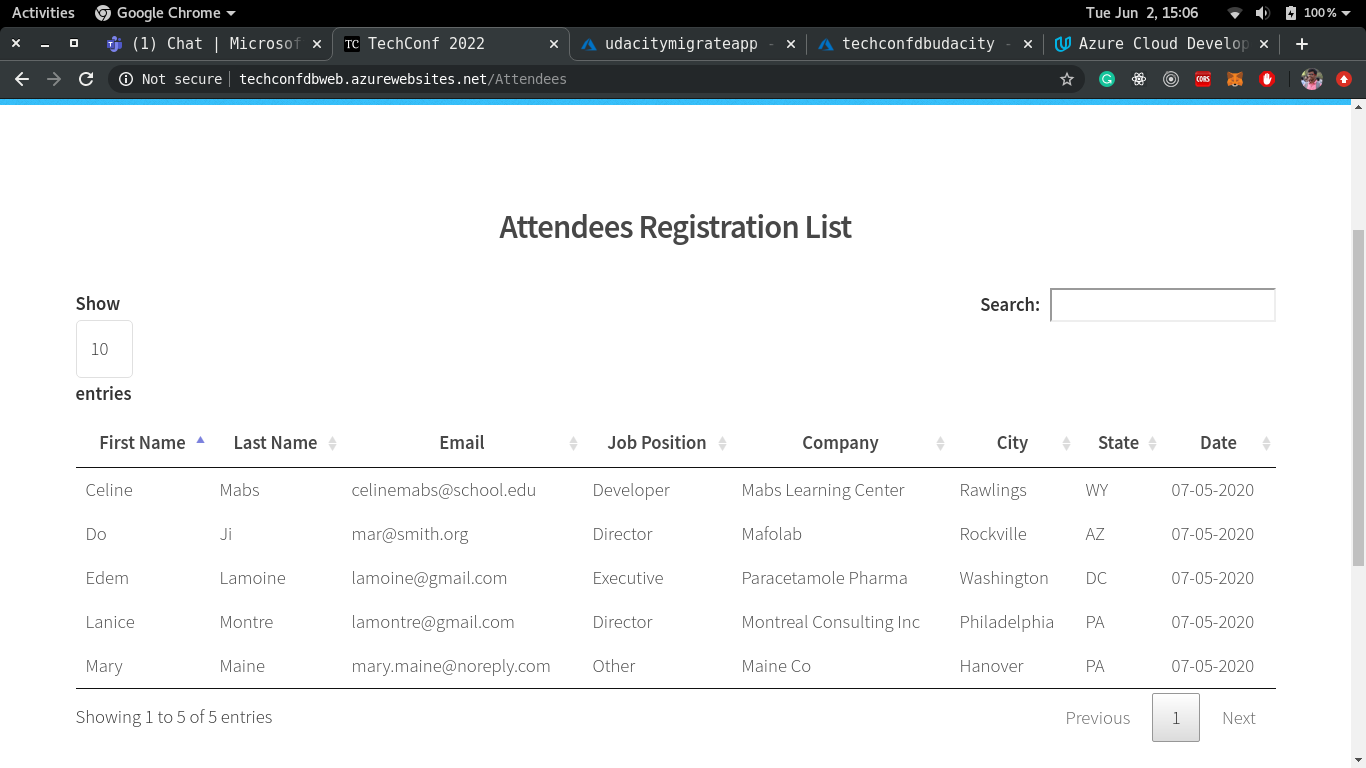 Activities Google Chrome Tue Jun 2, 15:06 100%
(1) Chat | Microsof TC TechConf 2022 udacitymigrateapp - techconfdbudacity - Azure Cloud Develop
Not secure techconfdbweb.azurewebsites.net/Attendees CORS
Attendees Registration List
Show Search:
10
entries
First Name Last Name Email Job Position Company City State Date
Celine Mabs celinemabs@school.edu Developer Mabs Learning Center Rawlings WY 07-05-2020
Do Ji mar@smith.org Director Mafolab Rockville AZ 07-05-2020
Edem Lamoine lamoine@gmail.com Executive Paracetamole Pharma Washington DC 07-05-2020
Lanice Montre lamontre@gmail.com Director Montreal Consulting Inc Philadelphia PA 07-05-2020
Mary Maine mary.maine@noreply.com Other Maine Co Hanover PA 07-05-2020
Showing 1 to 5 of 5 entries Previous 1 Next